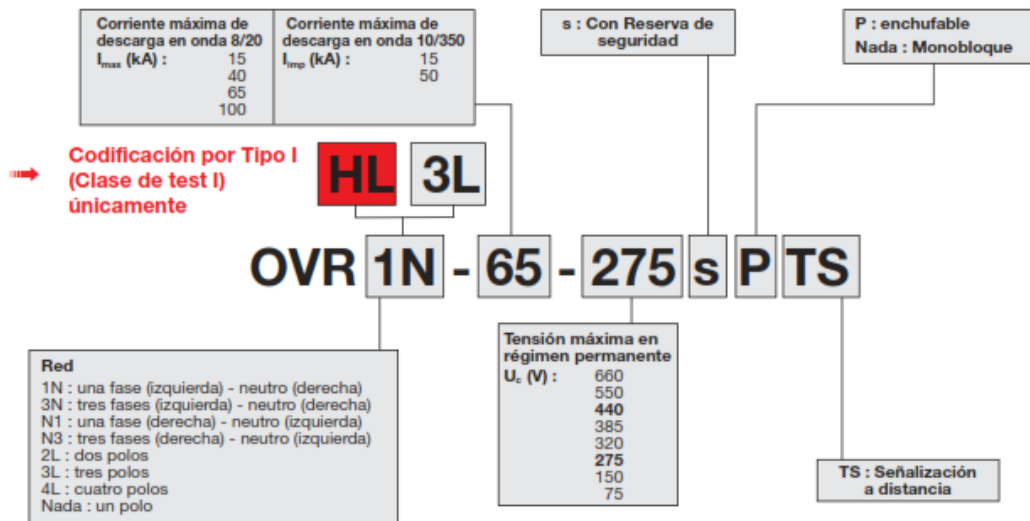 Corriente máxima de
descarga en onda 8/20
Imax (kA) : 15
40
65
100
Corriente máxima de
descarga en onda 10/350
Iimp (kA) : 15
50
s : Con Reserva de
seguridad
P : enchufable
Nada : Monobloque
Codificación por Tipo I
(Clase de test I)
únicamente
HL 3L
OVR 1N - 65 - 275 s P TS
Red
1N : una fase (izquierda) - neutro (derecha)
3N : tres fases (izquierda) - neutro (derecha)
N1 : una fase (derecha) - neutro (izquierda)
N3 : tres fases (derecha) - neutro (izquierda)
2L : dos polos
3L : tres polos
4L : cuatro polos
Nada : un polo
Tensión máxima en
régimen permanente
Uc (V) : 660
550
440
385
320
275
150
75
TS : Señalización
a distancia